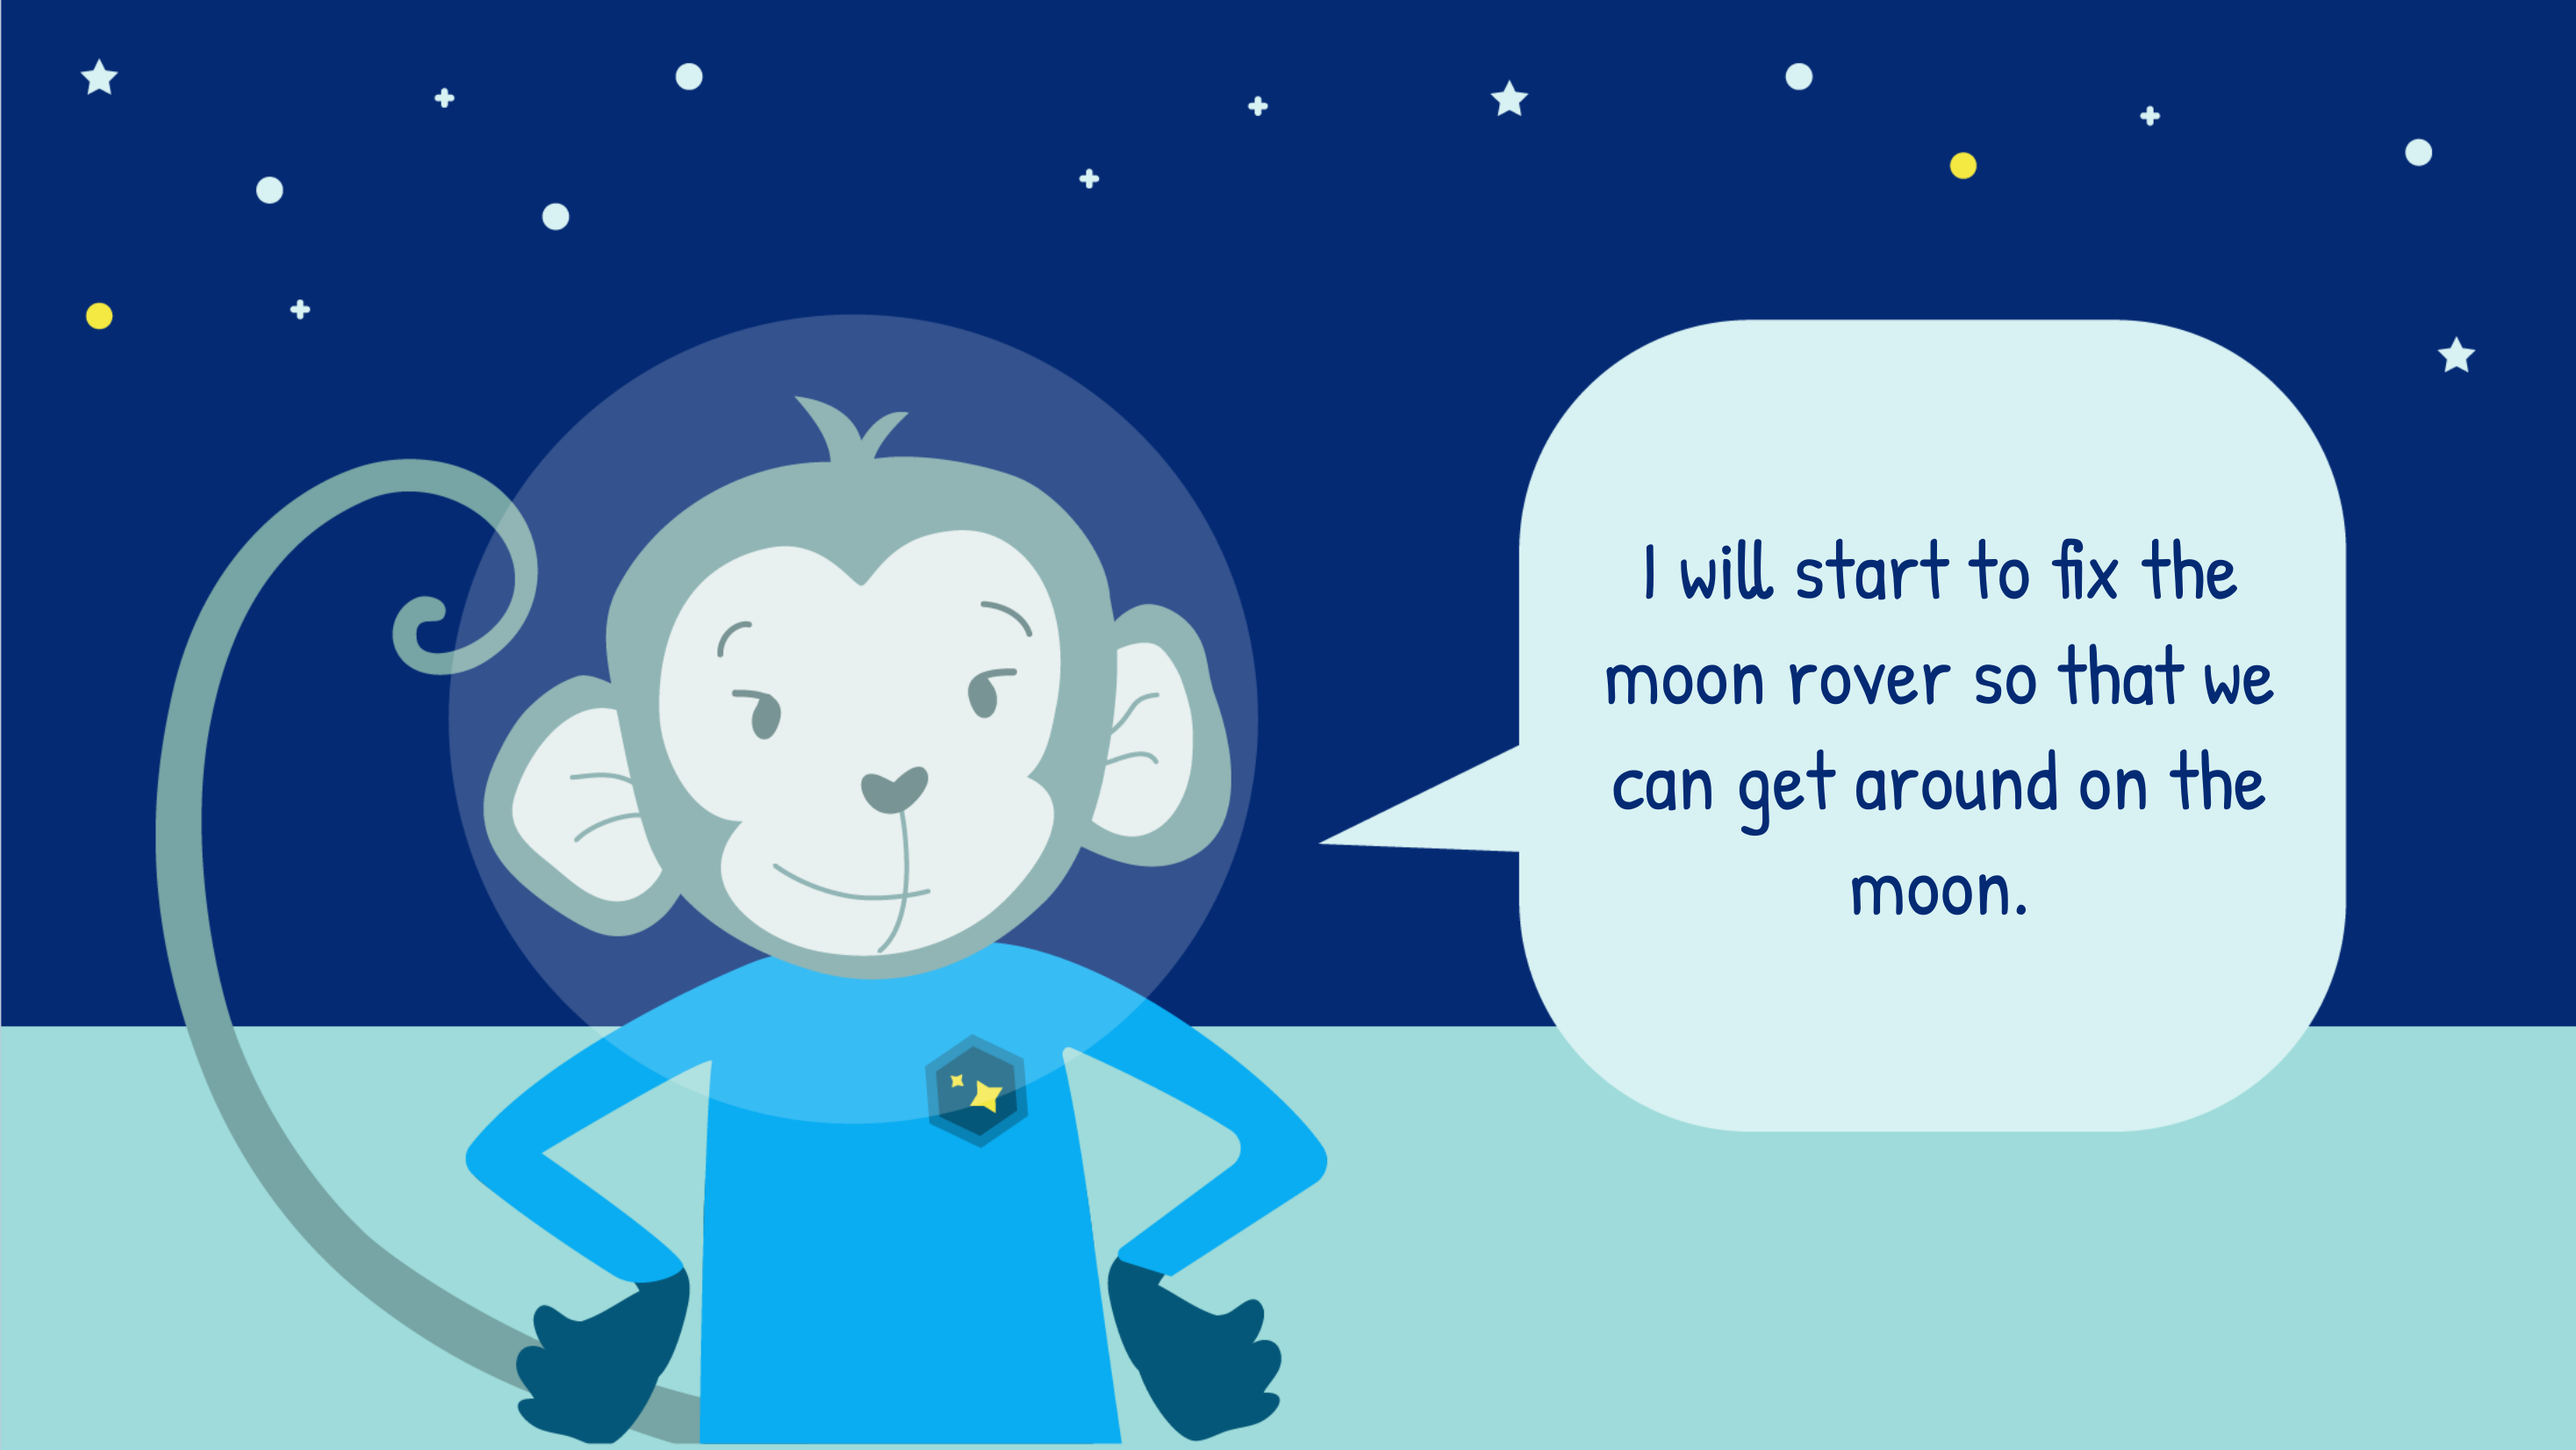 I will start to fix the
moon rover so that we
can get around on the
moon.